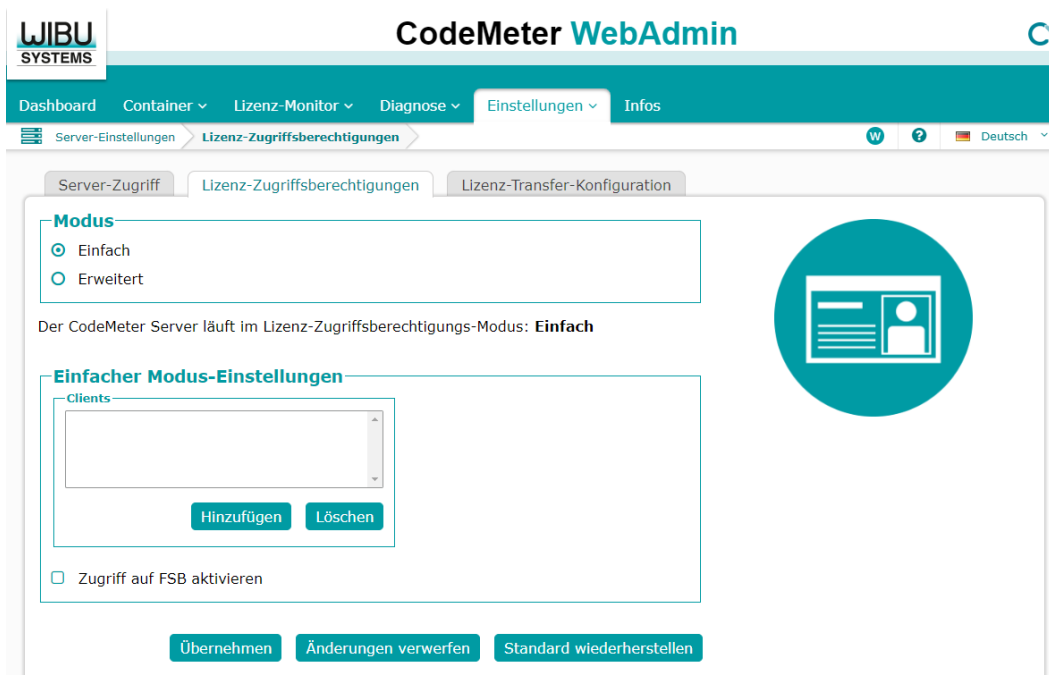 WIBU
SYSTEMS
CodeMeter WebAdmin
Dashboard Container Lizenz-Monitor Diagnose Einstellungen Infos
Server-Einstellungen Lizenz-Zugriffsberechtigungen W ? Deutsch
Server-Zugriff Lizenz-Zugriffsberechtigungen Lizenz-Transfer-Konfiguration
Modus
Einfach
Erweitert
Der CodeMeter Server läuft im Lizenz-Zugriffsberechtigungs-Modus: Einfach
Einfacher Modus-Einstellungen
Clients
Hinzufügen Löschen
Zugriff auf FSB aktivieren
Übernehmen Änderungen verwerfen Standard wiederherstellen